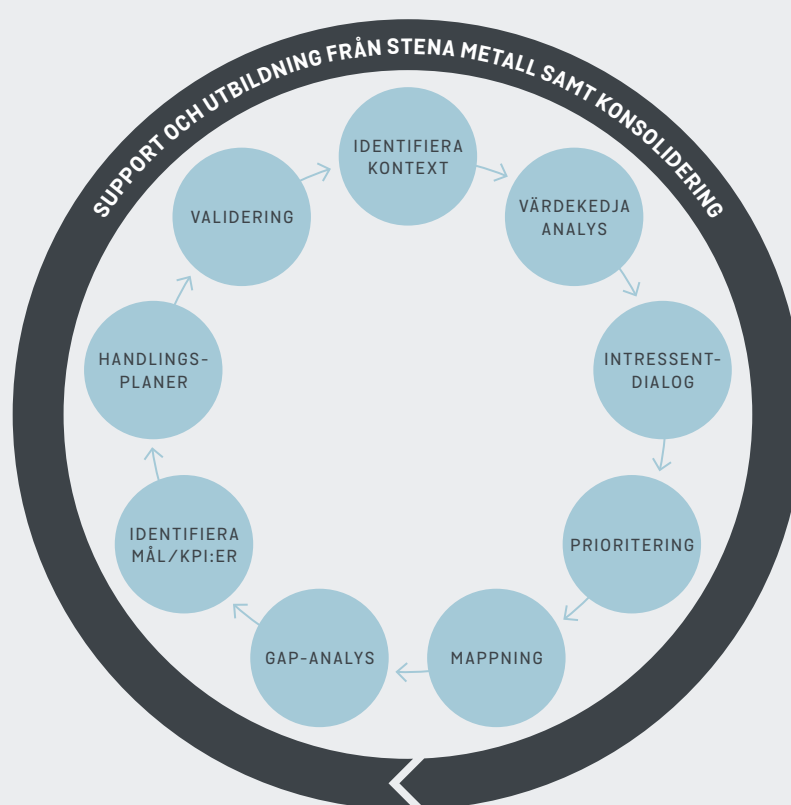 SUPPORT OCH UTBILDNING FRÅN STENA METALL SAMT KONSOLIDERING
IDENTIFIERA
KONTEXT
VÄRDEKEDJA
ANALYS
INTRESSENT-
DIALOG
PRIORITERING
MAPPNING
GAP-ANALYS
IDENTIFIERA
MÅL/KPI:ER
HANDLINGS-
PLANER
VALIDERING